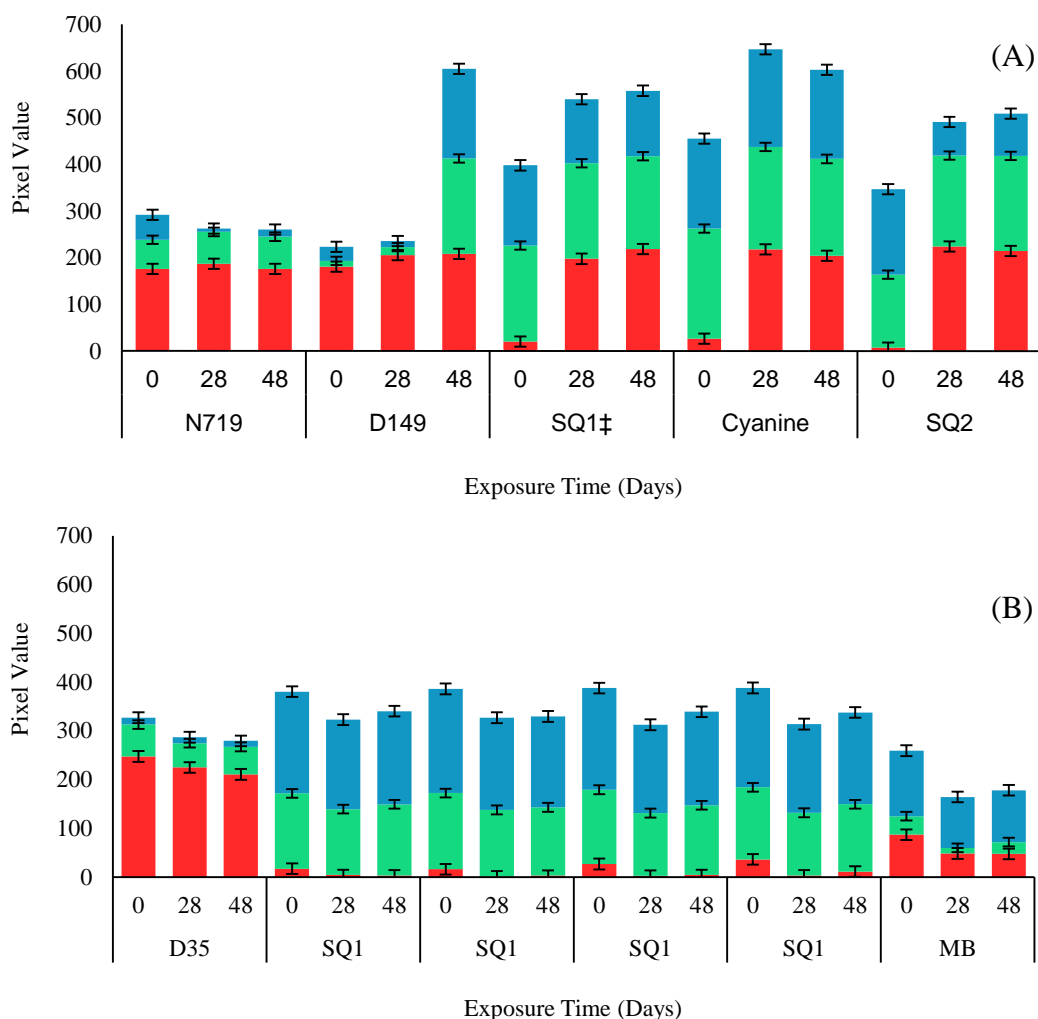 700
(A)
600
500
400
300
200
100
0
Pixel Value
0 28 48 0 28 48 0 28 48 0 28 48 0 28 48
N719 D149 SQ1‡ Cyanine SQ2
Exposure Time (Days)
700
600
(B)
500
400
300
200
100
0
Pixel Value
0 28 48 0 28 48 0 28 48 0 28 48 0 28 48 0 28 48
D35 SQ1 SQ1 SQ1 SQ1 MB
Exposure Time (Days)